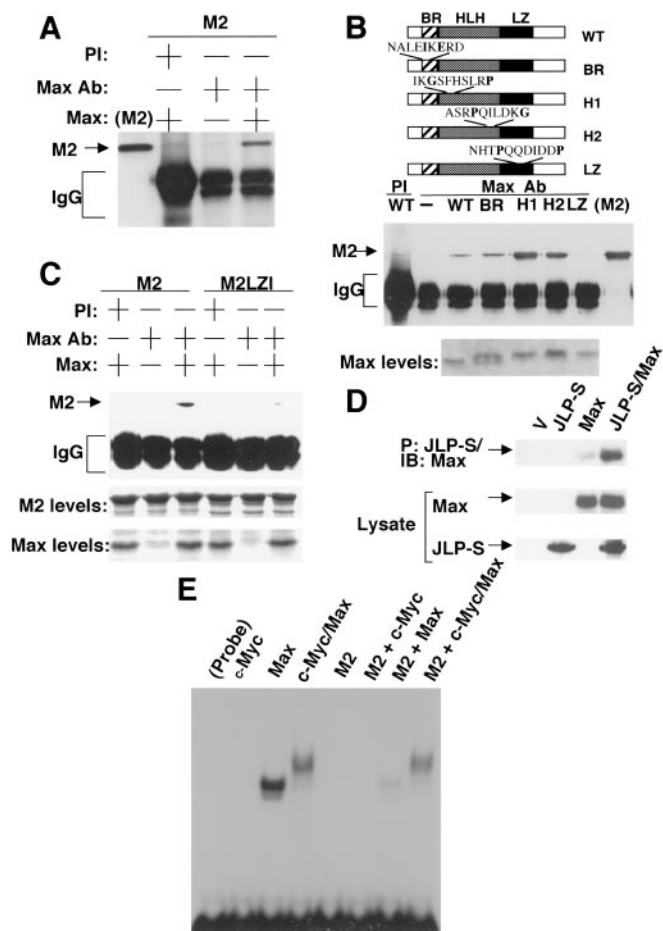 A
M2
PI: + — —
Max Ab: — + +
Max: (M2) + — +
M2
IgG
B
BR HLH LZ
WT
NALEIKERD
BR
IKGSFHSLRP
H1
ASRPQILDKG
H2
NHTPQQDIDDP
LZ
PI Max Ab
WT — WT BR H1 H2 LZ (M2)
M2
IgG
Max levels:
C
M2 M2LZI
PI: + — — + — —
Max Ab: — + + — + +
Max: + — + + — +
M2
IgG
M2 levels:
Max levels:
D
V JLP-S Max JLP-S/Max
P: JLP-S/
IB: Max
Lysate
Max
JLP-S
E
(Probe)
c-Myc
Max
c-Myc/Max
M2
M2 + c-Myc
M2 + Max
M2 + c-Myc/Max